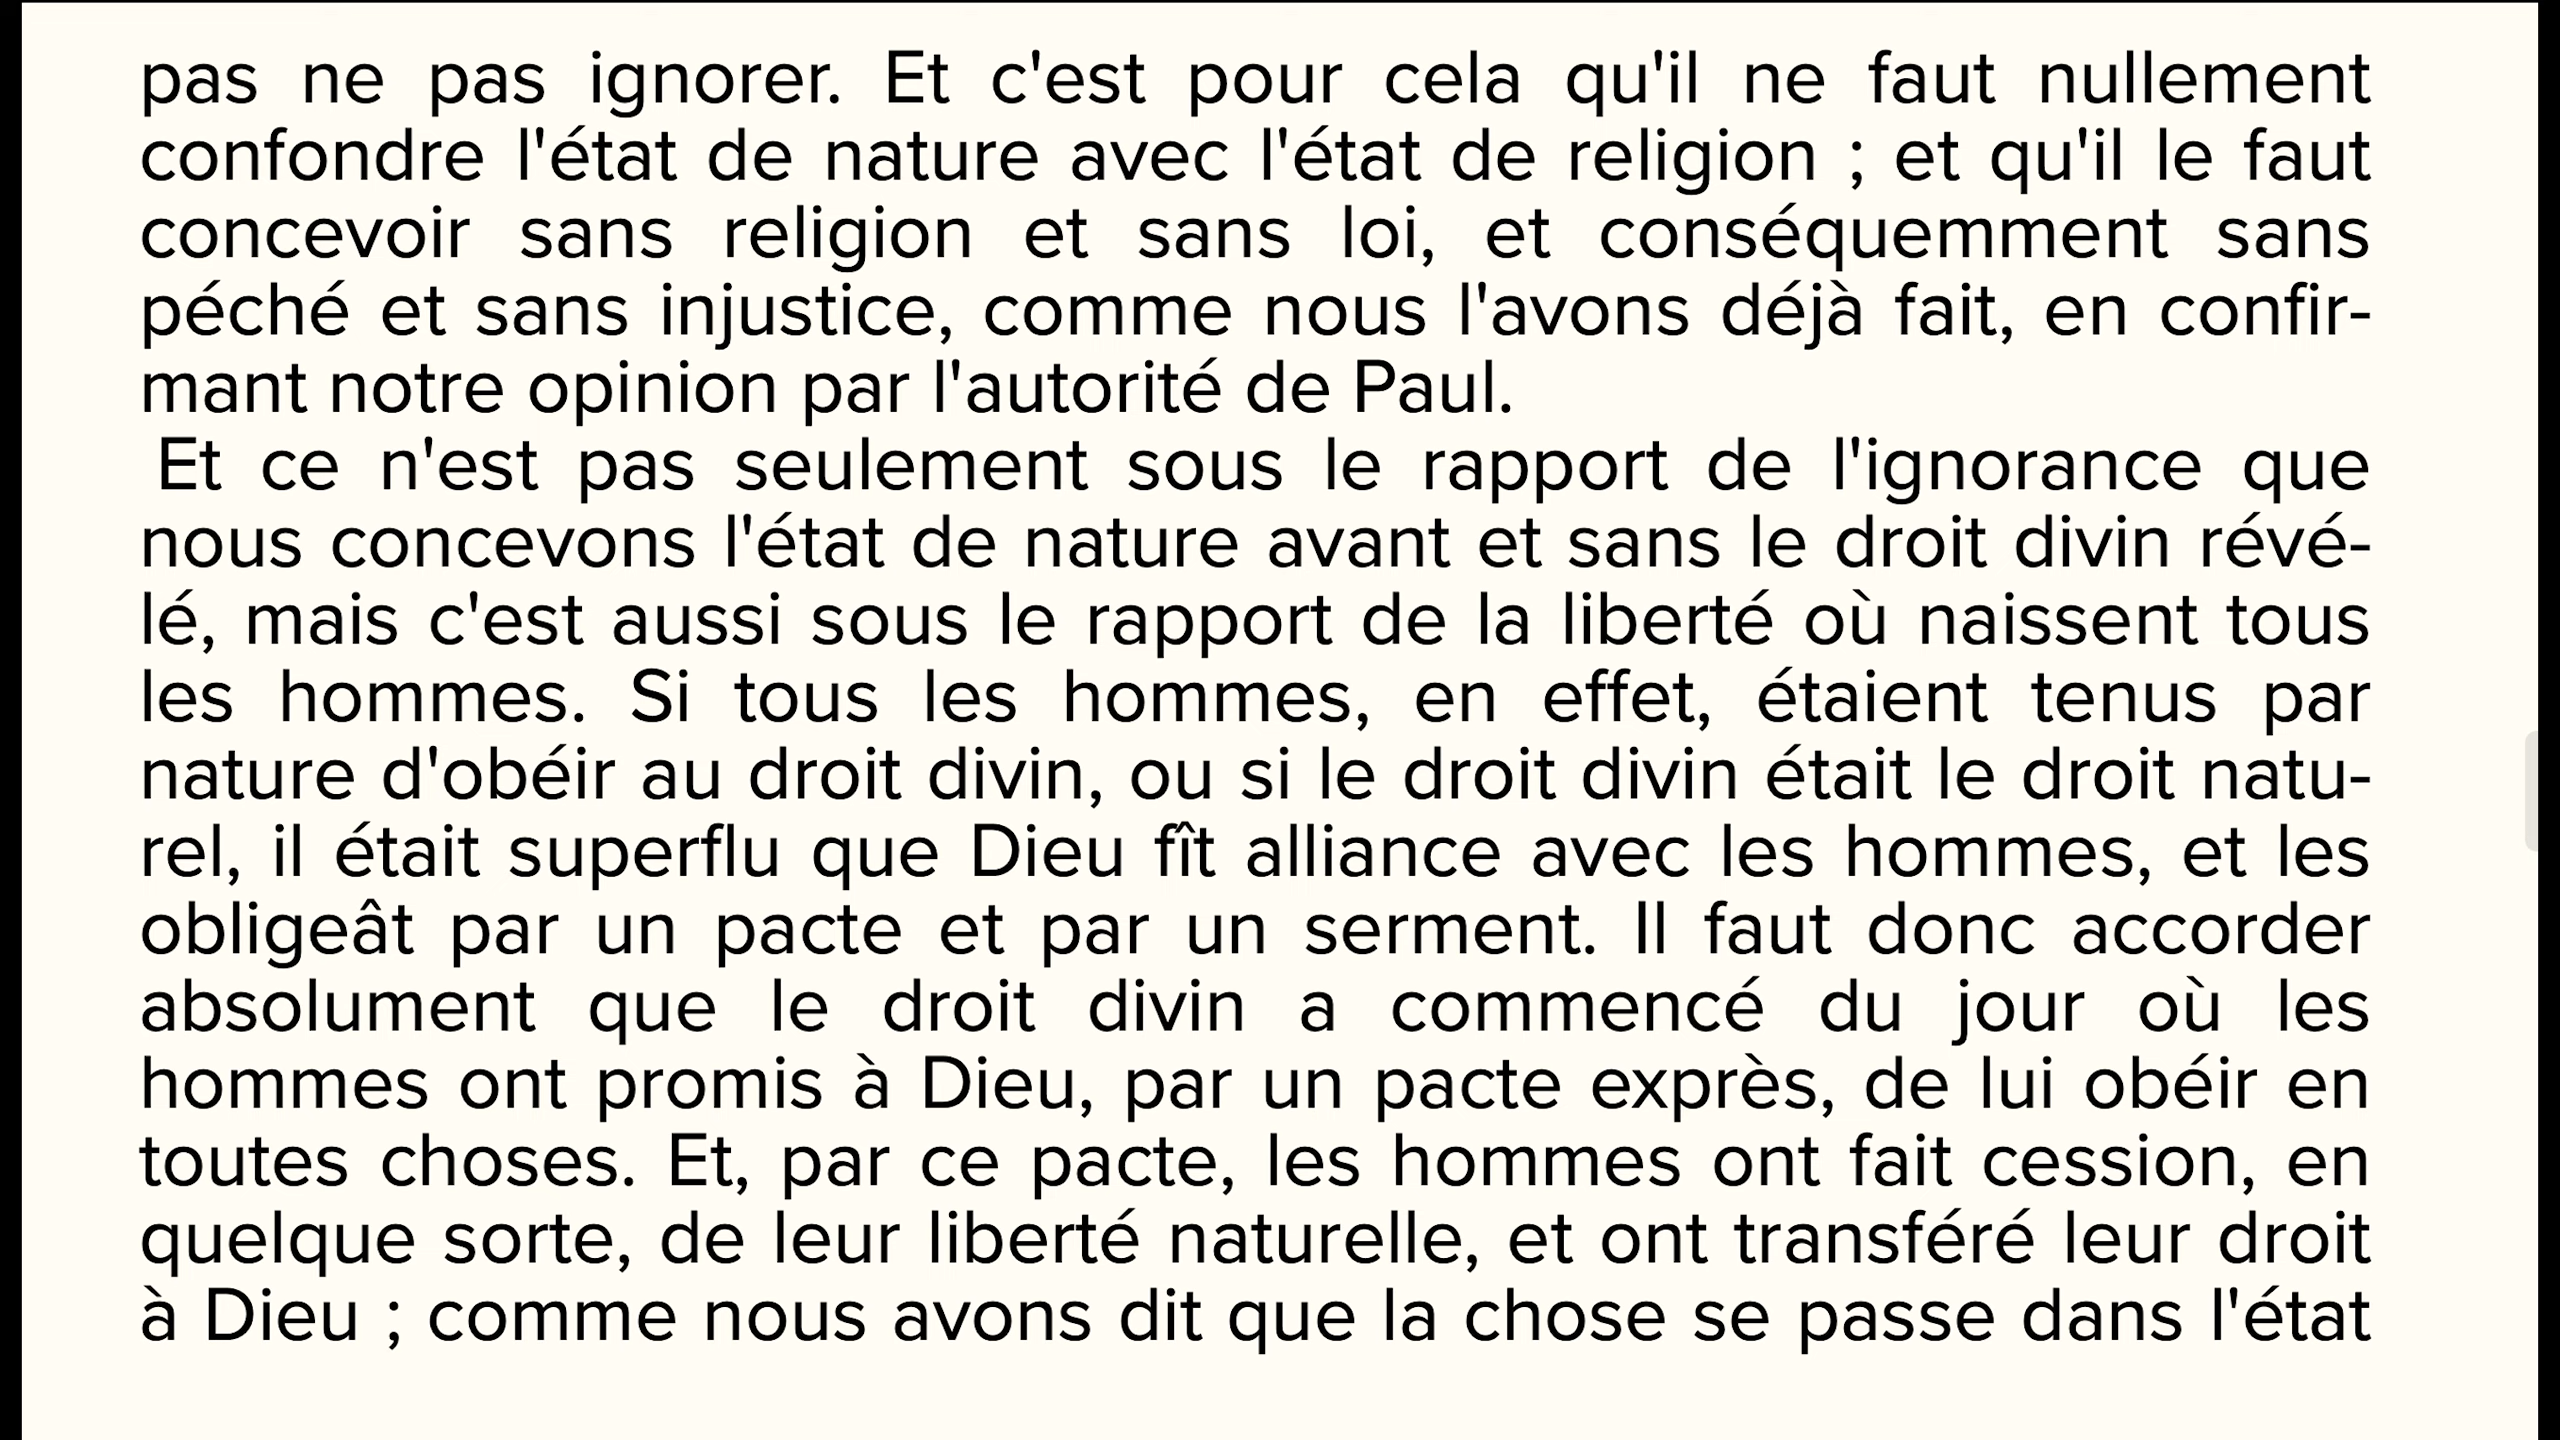 pas ne pas ignorer. Et c'est pour cela qu'il ne faut nullement
confondre l'état de nature avec l'état de religion ; et qu'il le faut
concevoir sans religion et sans loi, et conséquemment sans
péché et sans injustice, comme nous l'avons déjà fait, en confir-
mant notre opinion par l'autorité de Paul.
Et ce n'est pas seulement sous le rapport de l'ignorance que
nous concevons l'état de nature avant et sans le droit divin révé-
lé, mais c'est aussi sous le rapport de la liberté où naissent tous
les hommes. Si tous les hommes, en effet, étaient tenus par
nature d'obéir au droit divin, ou si le droit divin était le droit natu-
rel, il était superflu que Dieu fît alliance avec les hommes, et les
obligeât par un pacte et par un serment. Il faut donc accorder
absolument que le droit divin a commencé du jour où les
hommes ont promis à Dieu, par un pacte exprès, de lui obéir en
toutes choses. Et, par ce pacte, les hommes ont fait cession, en
quelque sorte, de leur liberté naturelle, et ont transféré leur droit
à Dieu ; comme nous avons dit que la chose se passe dans l'état